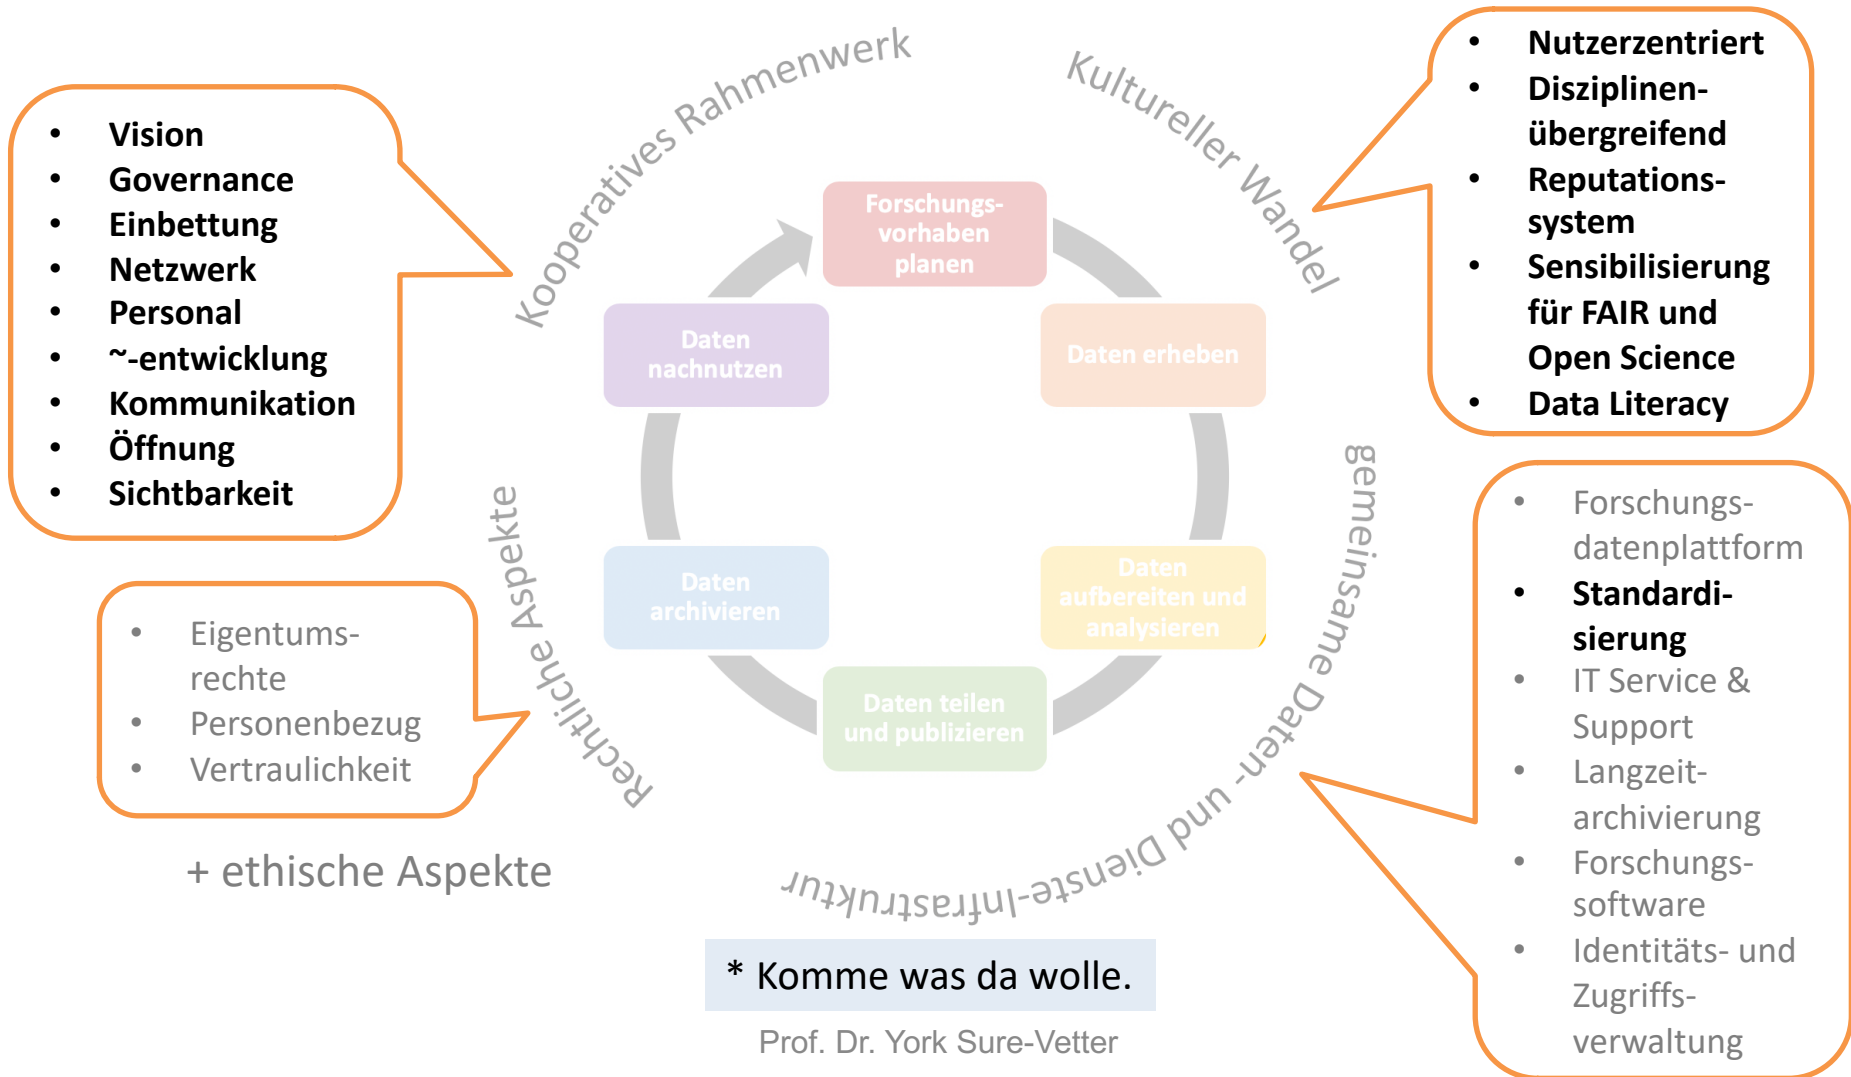 Kooperatives Rahmenwerk
Kultureller Wandel
• Vision
• Governance
• Einbettung
• Netzwerk
• Personal
• ~-entwicklung
• Kommunikation
• Öffnung
• Sichtbarkeit
• Nutzerzentriert
• Disziplinen-
übergreifend
• Reputations-
system
• Sensibilisierung
für FAIR und
Open Science
• Data Literacy
Forschungs-
vorhaben
planen
Daten erheben
Daten
aufbereiten und
analysieren
Daten teilen
und publizieren
Daten
archivieren
Daten
nachnutzen
Rechtliche Aspekte
gemeinsame Daten- und Dienste-Infrastruktur
• Eigentums-
rechte
• Personenbezug
• Vertraulichkeit
+ ethische Aspekte
• Forschungs-
datenplattform
• Standardi-
sierung
• IT Service &
Support
• Langzeit-
archivierung
• Forschungs-
software
• Identitäts- und
Zugriffs-
verwaltung
* Komme was da wolle.
Prof. Dr. York Sure-Vetter